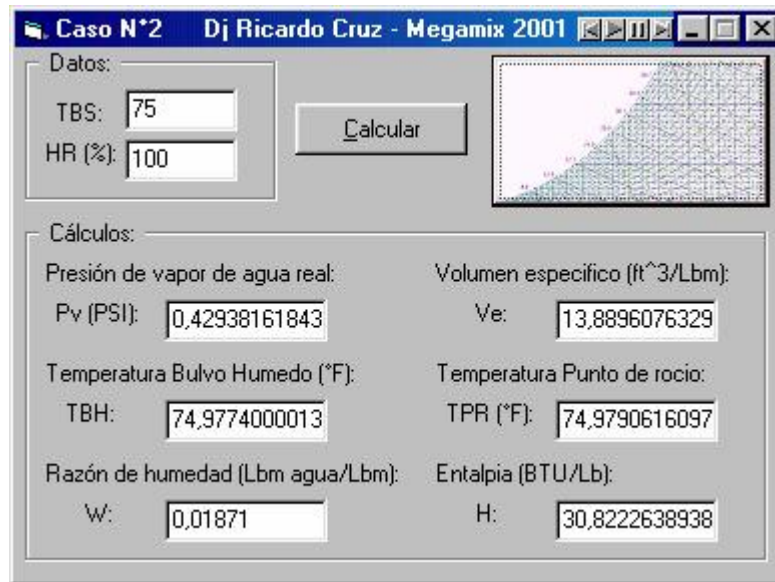 Caso N°2 Dj Ricardo Cruz - Megamix 2001
Datos:
TBS: 75
HR (%): 100
Calcular
Cálculos:
Presión de vapor de agua real: Volumen especifico (ft^3/Lbm):
Pv (PSI): 0,42938161843 Ve: 13,8896076329
Temperatura Bulvo Humedo (°F): Temperatura Punto de rocio:
TBH: 74,9774000013 TPR (°F): 74,9790616097
Razón de humedad (Lbm agua/Lbm): Entalpia (BTU/Lb):
W: 0,01871 H: 30,8222638938